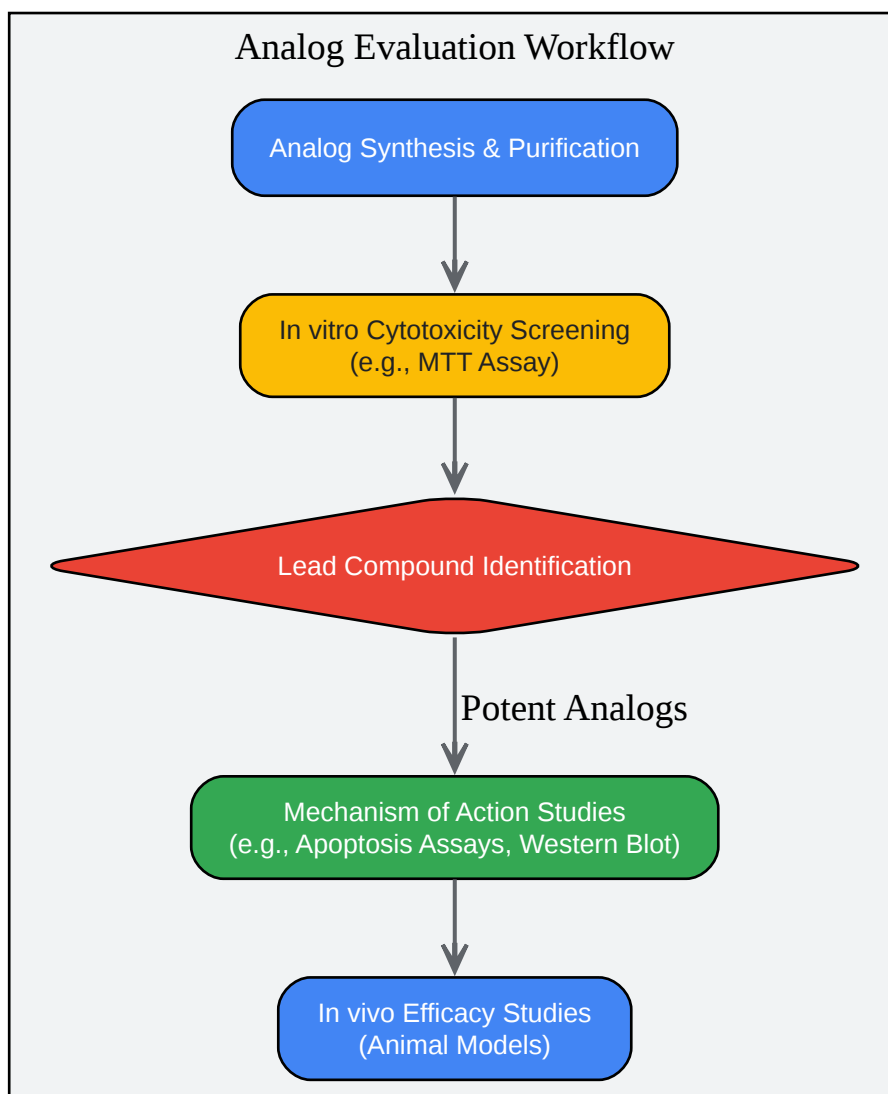 Analog Evaluation Workflow
Analog Synthesis & Purification
In vitro Cytotoxicity Screening
(e.g., MTT Assay)
Lead Compound Identification
Potent Analogs
Mechanism of Action Studies
(e.g., Apoptosis Assays, Western Blot)
In vivo Efficacy Studies
(Animal Models)